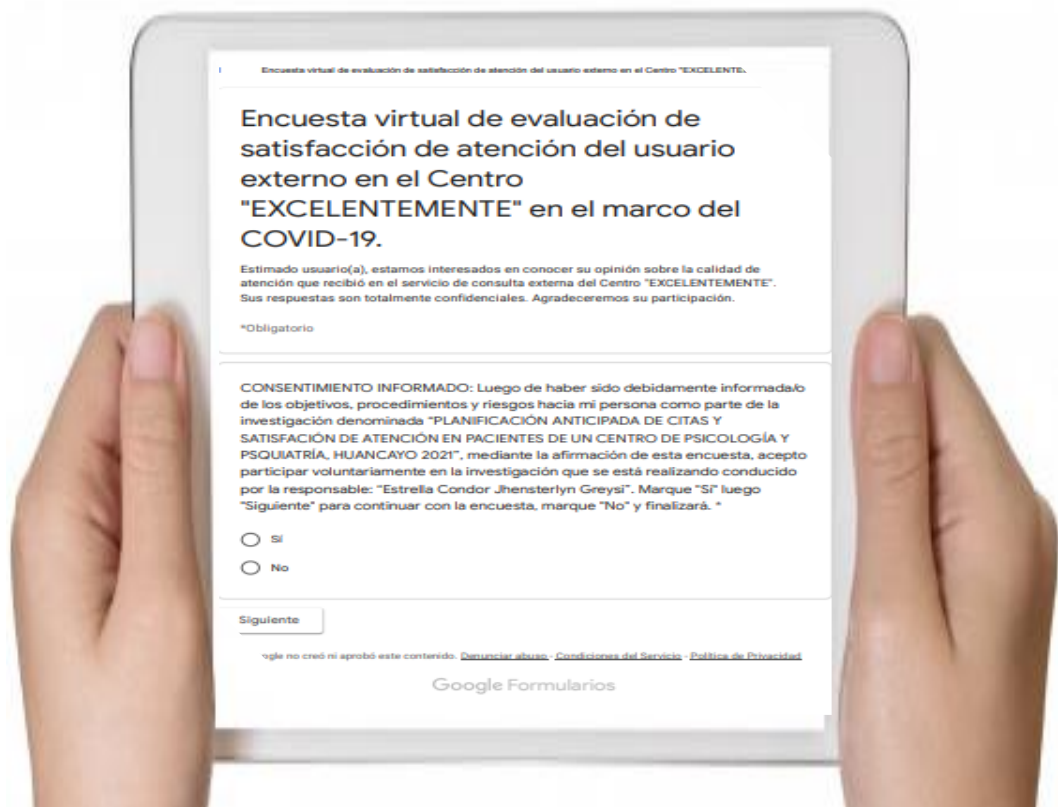 Encuesta virtual de evaluación de satisfacción de atención del usuario externo en el Centro "EXCELENTE
Encuesta virtual de evaluación de
satisfacción de atención del usuario
externo en el Centro
"EXCELENTEMENTE" en el marco del
COVID-19.
Estimado usuario(a), estamos interesados en conocer su opinión sobre la calidad de
atención que recibió en el servicio de consulta externa del Centro "EXCELENTEMENTE".
Sus respuestas son totalmente confidenciales. Agradeceremos su participación.
*Obligatorio
CONSENTIMIENTO INFORMADO: Luego de haber sido debidamente informada/o
de los objetivos, procedimientos y riesgos hacia mi persona como parte de la
investigación denominada "PLANIFICACIÓN ANTICIPADA DE CITAS Y
SATISFACIÓN DE ATENCIÓN EN PACIENTES DE UN CENTRO DE PSICOLOGÍA Y
PSQUIATRÍA, HUANCAYO 2021", mediante la afirmación de esta encuesta, acepto
participar voluntariamente en la investigación que se está realizando conducido
por la responsable: "Estrella Condor Jhensterlyn Greysi". Marque "Sí" luego
"Siguiente" para continuar con la encuesta, marque "No" y finalizará. *
Sí
No
Siguiente
ogle no creó ni aprobó este contenido. Denunciar abuso - Condiciones del Servicio - Política de Privacidad
Google Formularios